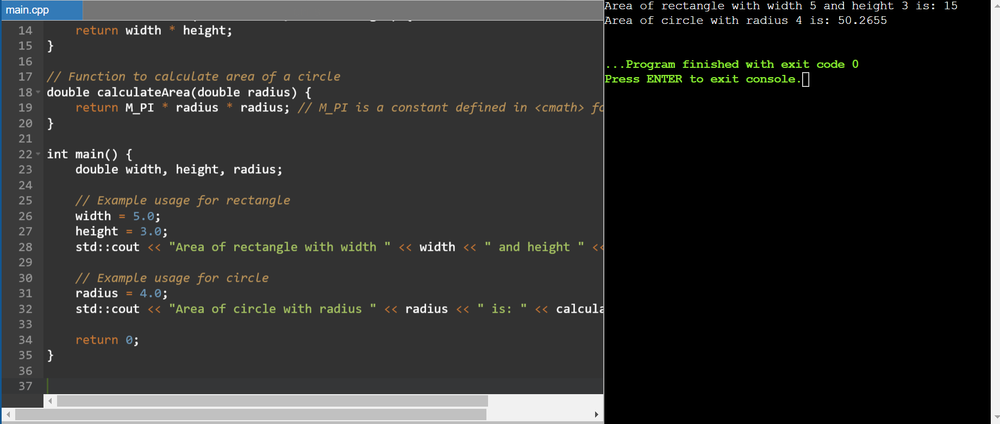 main.cpp
14 return width * height;
15 }
16
17 // Function to calculate area of a circle
18 double calculateArea(double radius) {
19 return M_PI * radius * radius; // M_PI is a constant defined in <cmath>
20 }
21
22 int main() {
23 double width, height, radius;
24
25 // Example usage for rectangle
26 width = 5.0;
27 height = 3.0;
28 std::cout << "Area of rectangle with width " << width << " and height " <<
29
30 // Example usage for circle
31 radius = 4.0;
32 std::cout << "Area of circle with radius " << radius << " is: " << calcula
33
34 return 0;
35 }
36
37
Area of rectangle with width 5 and height 3 is: 15
Area of circle with radius 4 is: 50.2655
...Program finished with exit code 0
Press ENTER to exit console.